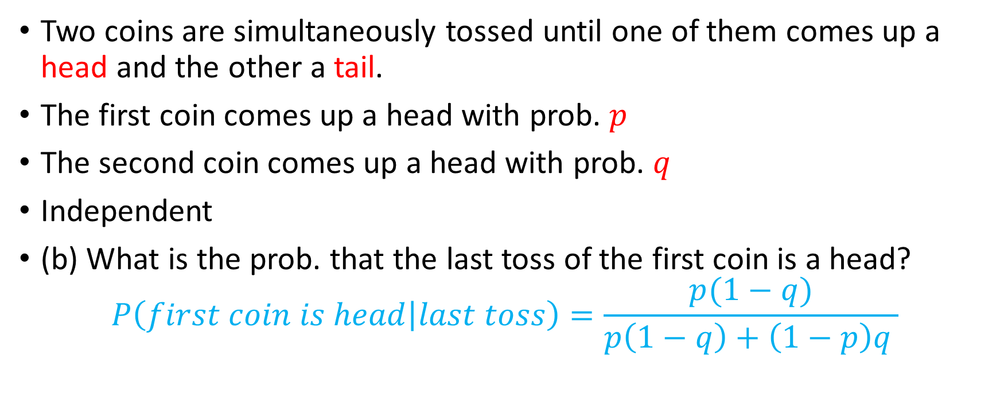 • Two coins are simultaneously tossed until one of them comes up a
head and the other a tail.
• The first coin comes up a head with prob. p
• The second coin comes up a head with prob. q
• Independent
• (b) What is the prob. that the last toss of the first coin is a head?
P(first coin is head|last toss) = p(1 − q) / p(1 − q) + (1 − p)q